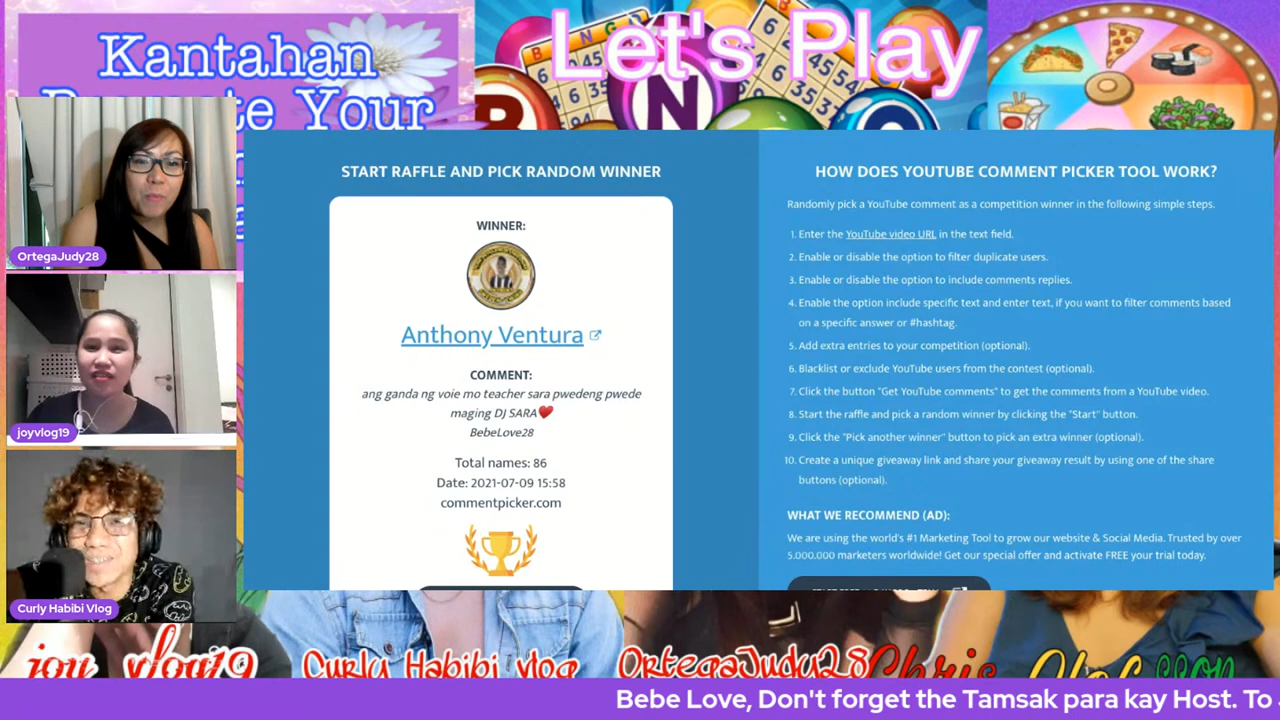 Kantahan
te Your
Let's Play
B I N G
N
OrtegaJudy28
joyvlog19
Curly Habibi Vlog
START RAFFLE AND PICK RANDOM WINNER
WINNER:
Anthony Ventura
COMMENT:
ang ganda ng voie mo teacher sara pwedeng pwede
maging DJ SARA❤️
BebeLove28
Total names: 86
Date: 2021-07-09 15:58
commentpicker.com
HOW DOES YOUTUBE COMMENT PICKER TOOL WORK?
Randomly pick a YouTube comment as a competition winner in the following simple steps.
1. Enter the YouTube video URL in the text field.
2. Enable or disable the option to filter duplicate users.
3. Enable or disable the option to include comments replies.
4. Enable the option include specific text and enter text, if you want to filter comments based
on a specific answer or #hashtag.
5. Add extra entries to your competition (optional).
6. Blacklist or exclude YouTube users from the contest (optional).
7. Click the button "Get YouTube comments" to get the comments from a YouTube video.
8. Start the raffle and pick a random winner by clicking the "Start" button.
9. Click the "Pick another winner" button to pick an extra winner (optional).
10. Create a unique giveaway link and share your giveaway result by using one of the share
buttons (optional).
WHAT WE RECOMMEND (AD):
We are using the world's #1 Marketing Tool to grow our website & Social Media. Trusted by over
5.000.000 marketers worldwide! Get our special offer and activate FREE your trial today.
joy vlog19
Curly Habibi vlog
OrtegaJudy28
Chris
Bebe Love, Don't forget the Tamsak para kay Host. To